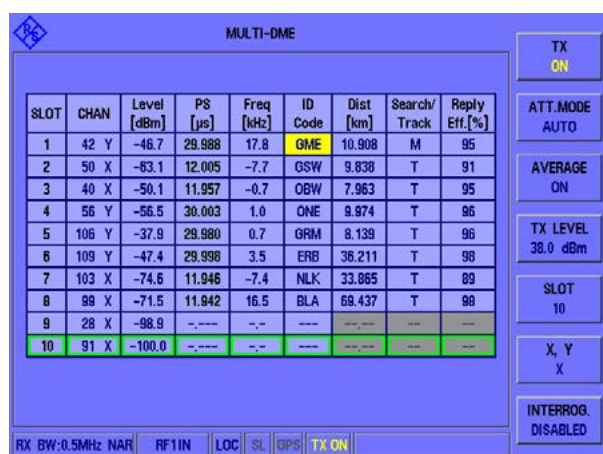 MULTI-DME
SLOT CHAN Level [dBm] PS [µs] Freq [kHz] ID Code Dist [km] Search/ Track Reply Eff.[%]
1 42 Y -46.7 29.988 17.8 GME 10.908 M 95
2 50 X -63.1 12.005 -7.7 GSW 9.838 T 91
3 40 X -50.1 11.957 -0.7 OBW 7.963 T 95
4 56 Y -56.5 30.003 1.0 ONE 9.974 T 96
5 106 Y -37.9 29.980 0.7 GRM 8.139 T 96
6 109 Y -47.4 29.998 3.5 ERB 36.211 T 98
7 103 X -74.6 11.946 -7.4 NLK 33.865 T 89
8 99 X -71.5 11.942 16.5 BLA 69.437 T 98
9 28 X -98.9 -.--- -.- --- --.-- -- --
10 91 X -100.0 -.--- -.- --- --.-- -- --
TX
ON
ATT.MODE
AUTO
AVERAGE
ON
TX LEVEL
38.0 dBm
SLOT
10
X, Y
X
INTERROG.
DISABLED
RX BW:0.5MHz NAR RF1IN LOC SL GPS TX ON